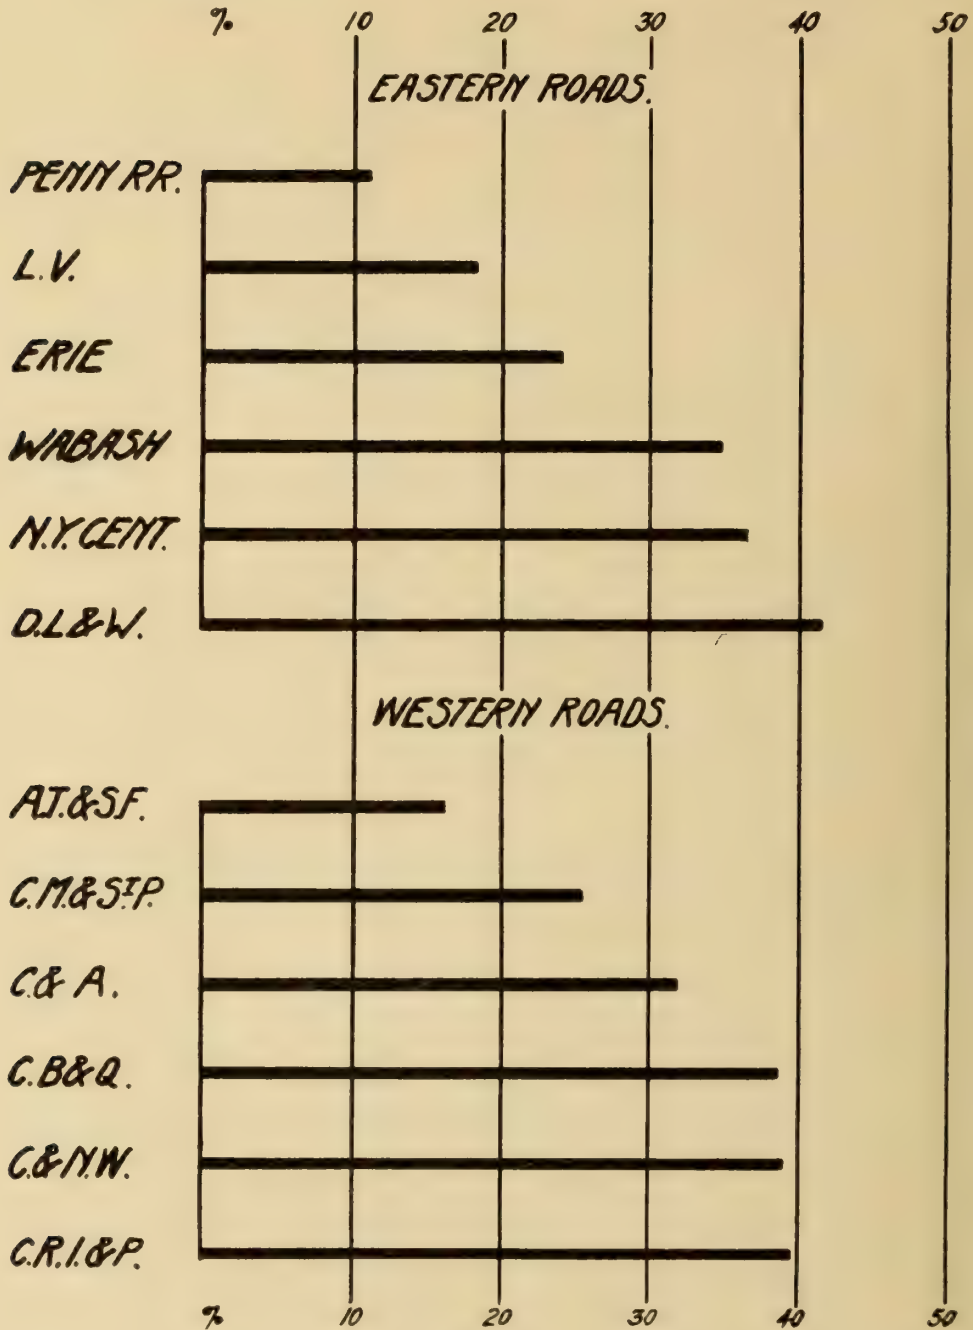 % 10 20 30 40 50
EASTERN ROADS.
PENN RR.
L.V.
ERIE
WABASH
N.Y.CENT.
D.L&W.
WESTERN ROADS.
A.T.&S.F.
C.M.&S.T P.
C.& A.
C.B&Q.
C.&N.W.
C.R.I.&P.
% 10 20 30 40 50